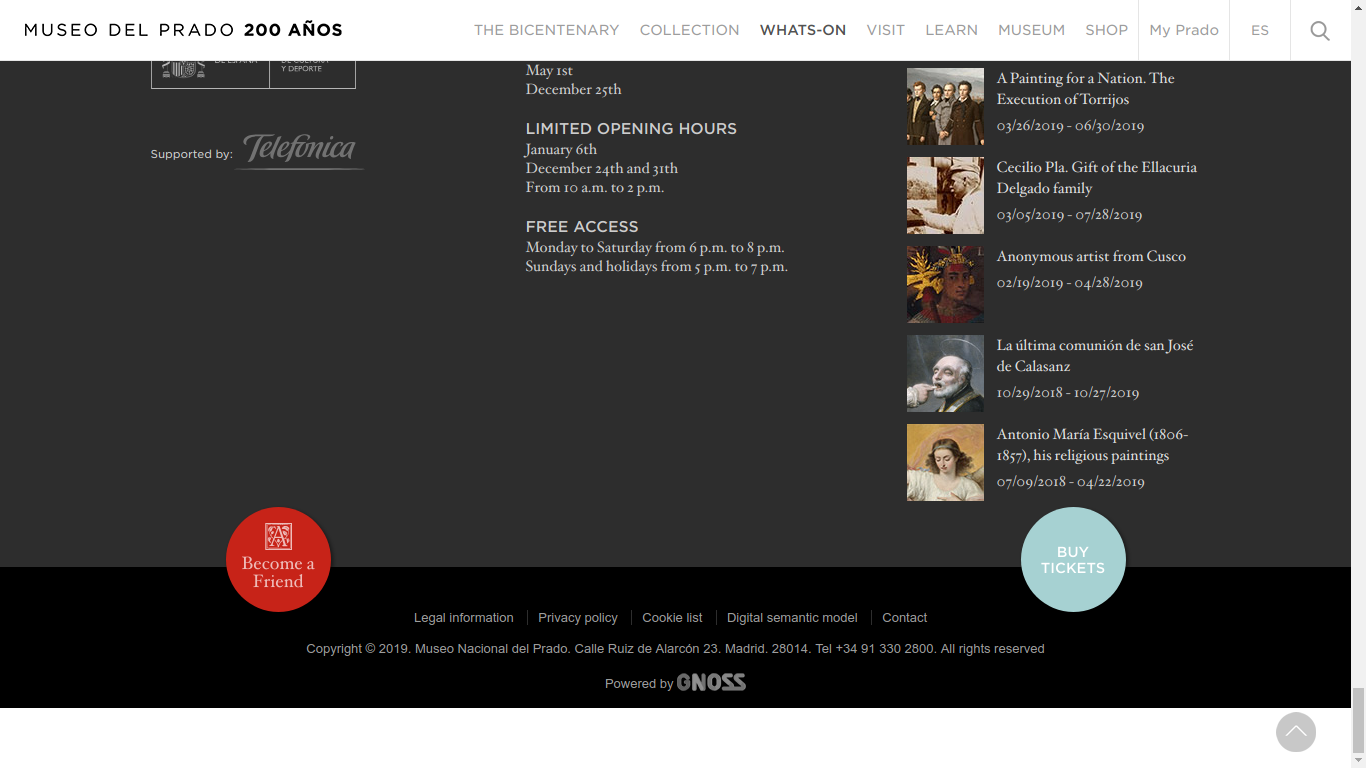 MUSEO DEL PRADO 200 AÑOS
THE BICENTENARY
COLLECTION
WHATS-ON
VISIT
LEARN
MUSEUM
SHOP
My Prado
ES
Y DEPORTE
Supported by: Telefónica
May 1st
December 25th
LIMITED OPENING HOURS
January 6th
December 24th and 31th
From 10 a.m. to 2 p.m.
FREE ACCESS
Monday to Saturday from 6 p.m. to 8 p.m.
Sundays and holidays from 5 p.m. to 7 p.m.
A Painting for a Nation. The
Execution of Torrijos
03/26/2019 - 06/30/2019
Cecilio Pla. Gift of the Ellacuria
Delgado family
03/05/2019 - 07/28/2019
Anonymous artist from Cusco
02/19/2019 - 04/28/2019
La última comunión de san José
de Calasanz
10/29/2018 - 10/27/2019
Antonio María Esquivel (1806-
1857), his religious paintings
07/09/2018 - 04/22/2019
Become a
Friend
BUY
TICKETS
Legal information
Privacy policy
Cookie list
Digital semantic model
Contact
Copyright © 2019. Museo Nacional del Prado. Calle Ruiz de Alarcón 23. Madrid. 28014. Tel +34 91 330 2800. All rights reserved
Powered by GNOSS